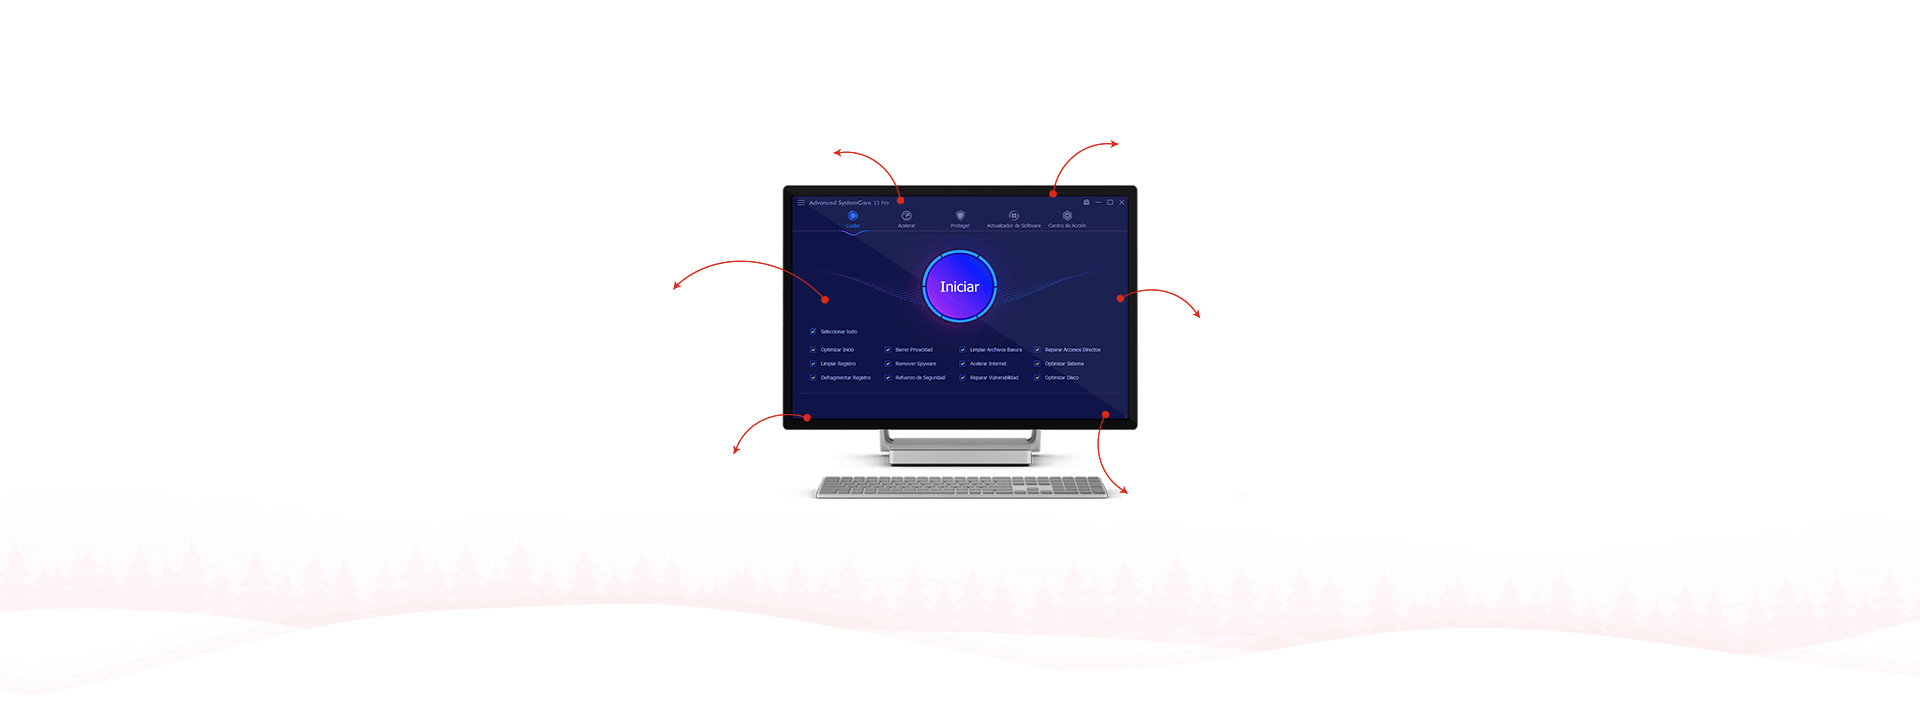 Advanced SystemCare 13 Pro
Cuidar
Acelerar
Proteger
Actualizador de Software
Centro de Acción
Iniciar
Seleccionar todo
Optimizar Inicio
Barrer Privacidad
Limpiar Archivos Basura
Reparar Accesos Directos
Limpiar Registro
Remover Spyware
Acelerar Internet
Optimizar Sistema
Defragmentar Registro
Refuerzo de Seguridad
Reparar Vulnerabilidad
Optimizar Disco